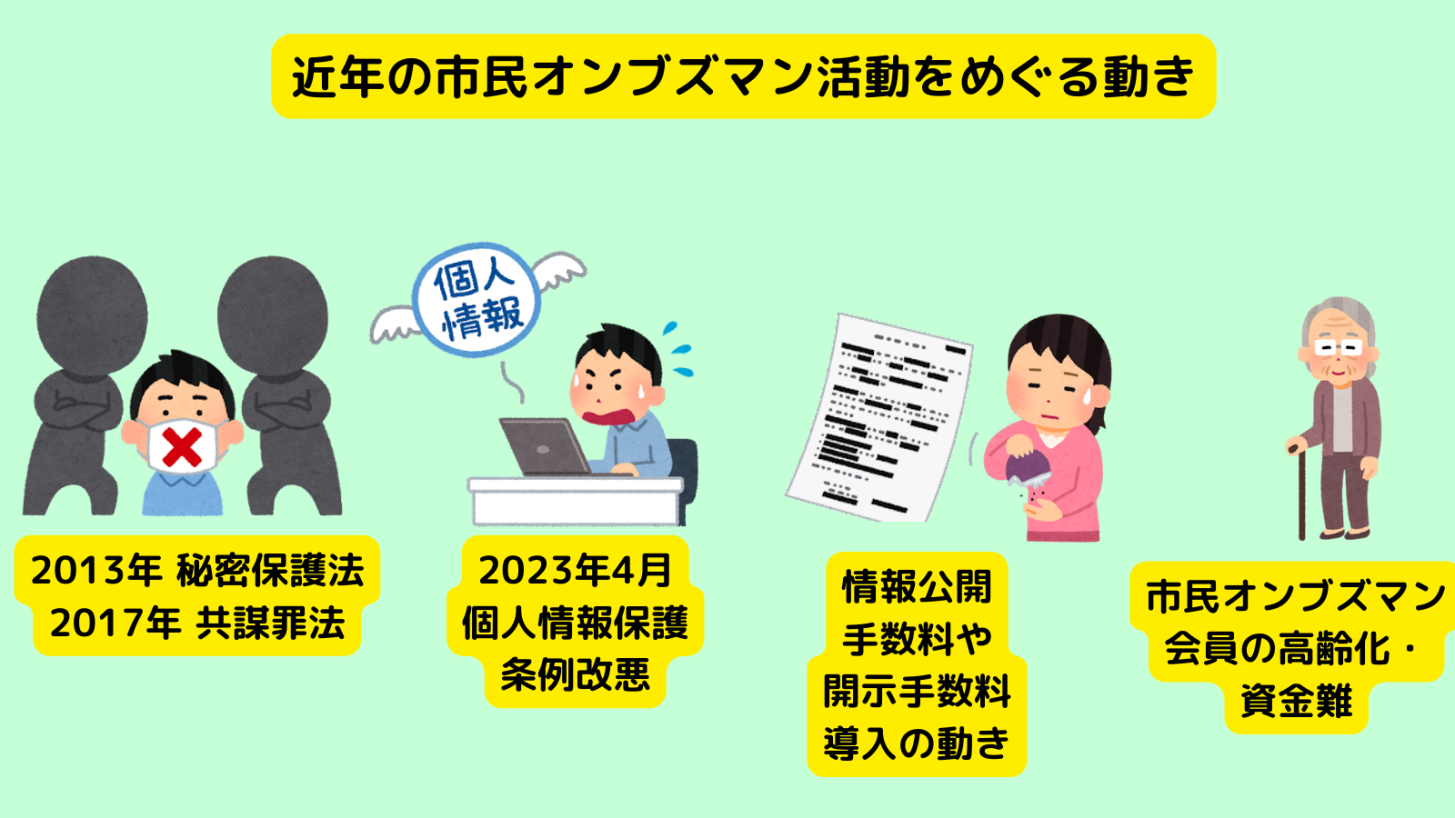 近年の市民オンブズマン活動をめぐる動き
個人
情報
2013年 秘密保護法
2017年 共謀罪法
2023年4月
個人情報保護
条例改悪
情報公開
手数料や
開示手数料
導入の動き
市民オンブズマン
会員の高齢化・
資金難